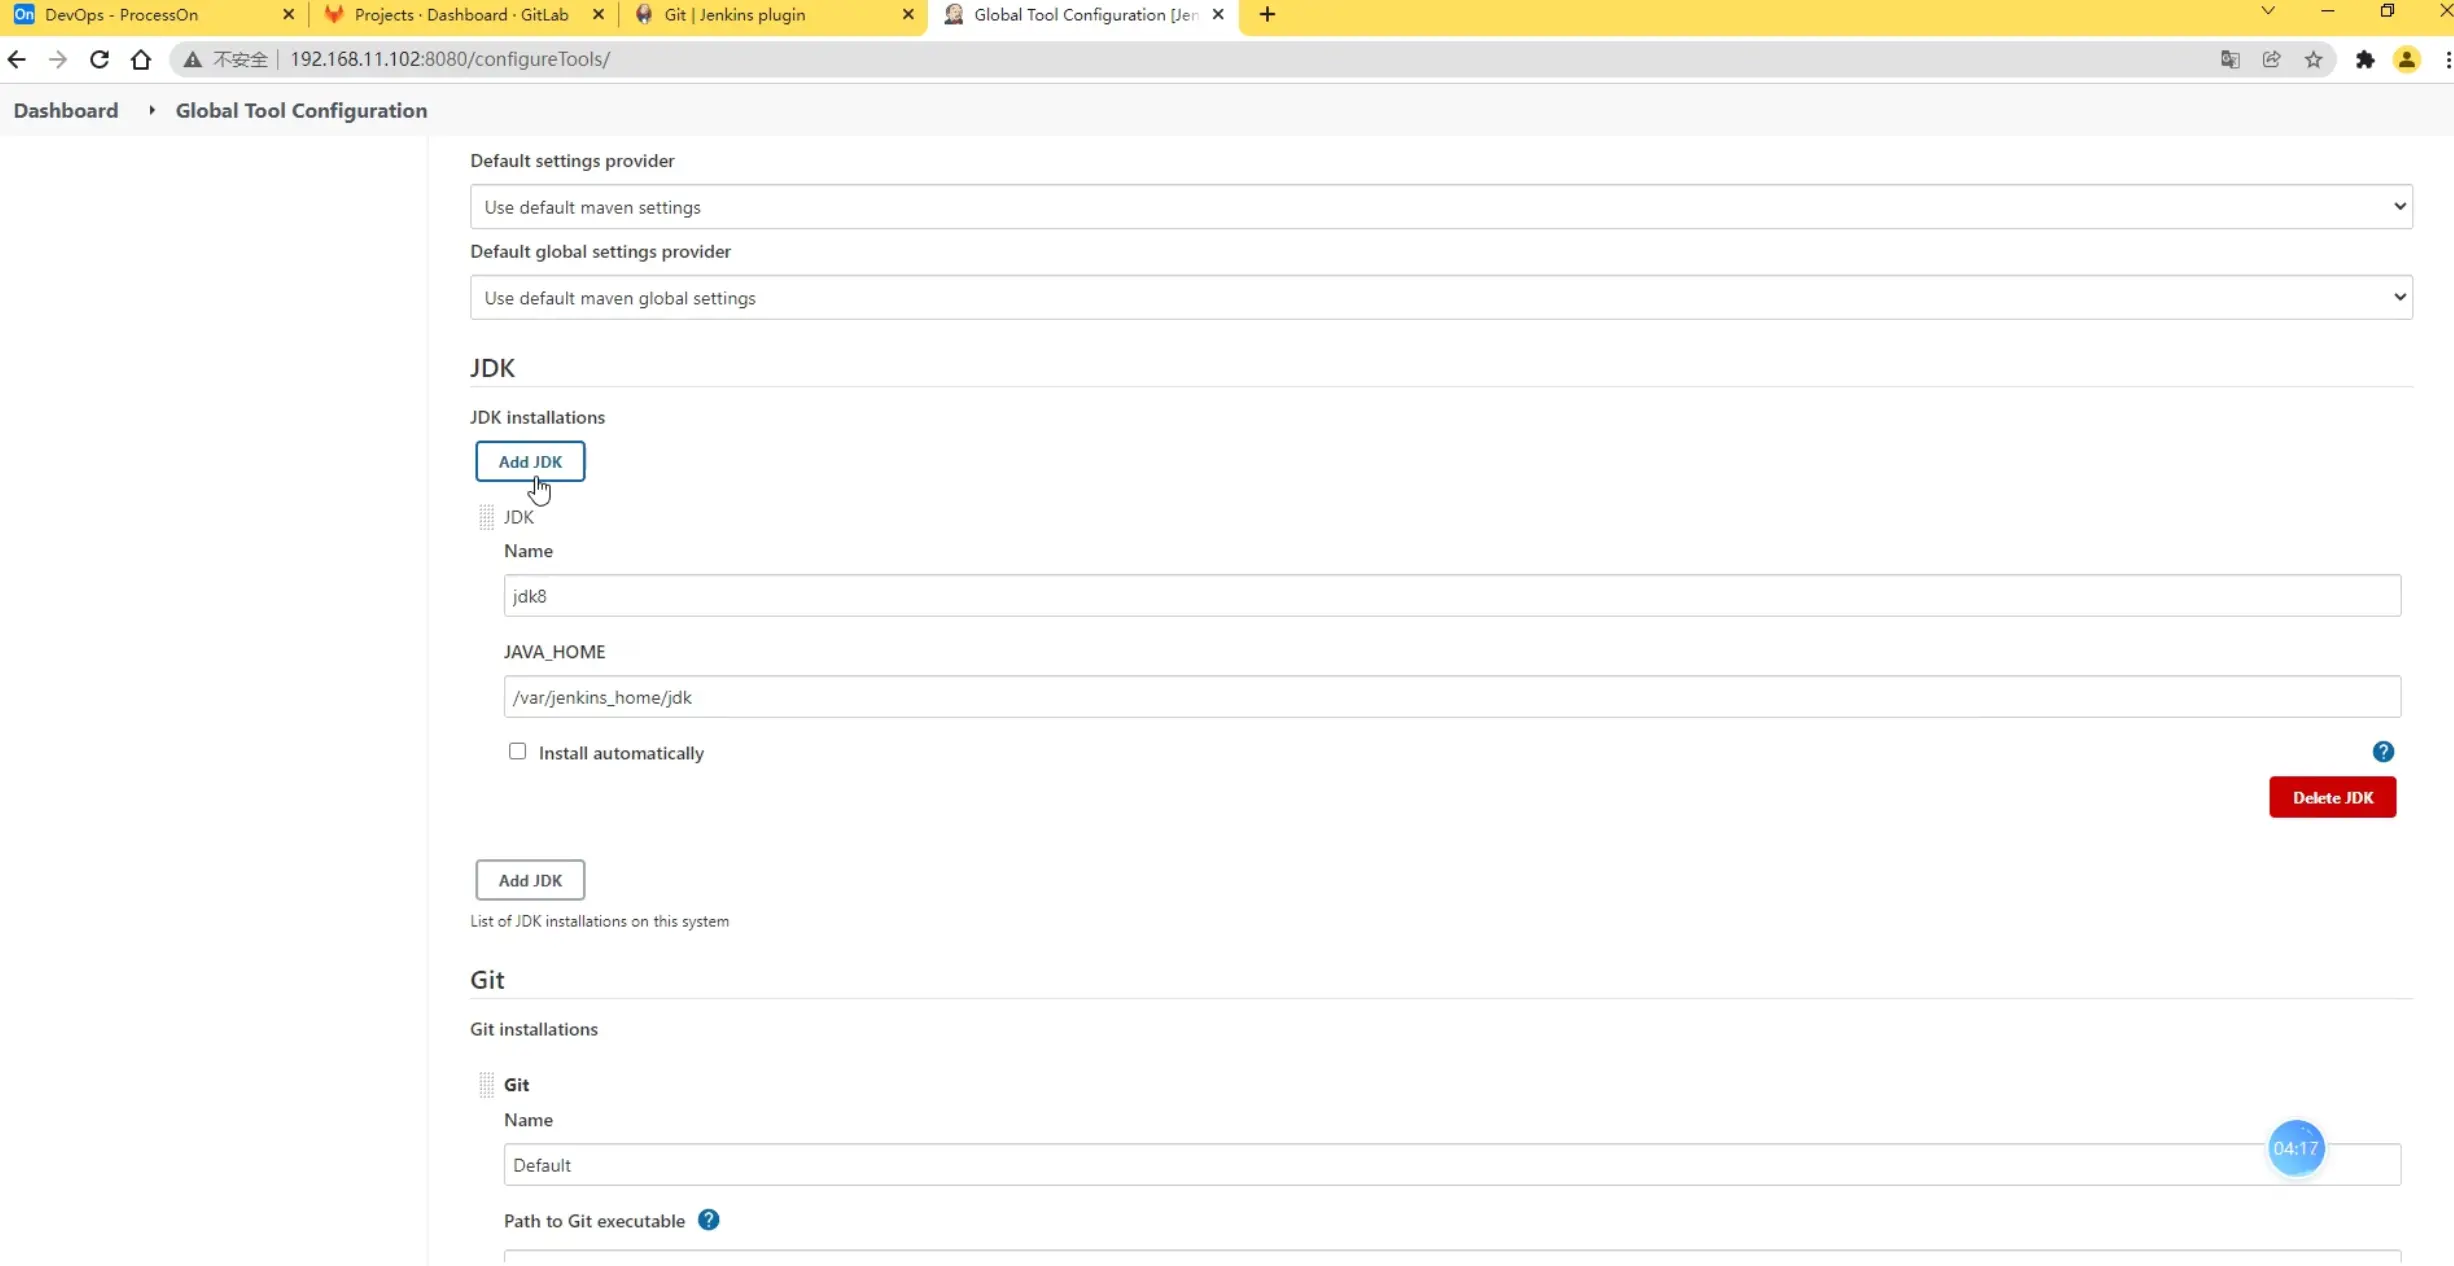 On DevOps - ProcessOn
Projects · Dashboard · GitLab
Git | Jenkins plugin
Global Tool Configuration [Jen
不安全 | 192.168.11.102:8080/configureTools/
Dashboard
Global Tool Configuration
Default settings provider
Use default maven settings
Default global settings provider
Use default maven global settings
JDK
JDK installations
Add JDK
JDK
Name
jdk8
JAVA_HOME
/var/jenkins_home/jdk
Install automatically
?
Delete JDK
Add JDK
List of JDK installations on this system
Git
Git installations
Git
Name
Default
04:17
Path to Git executable ?